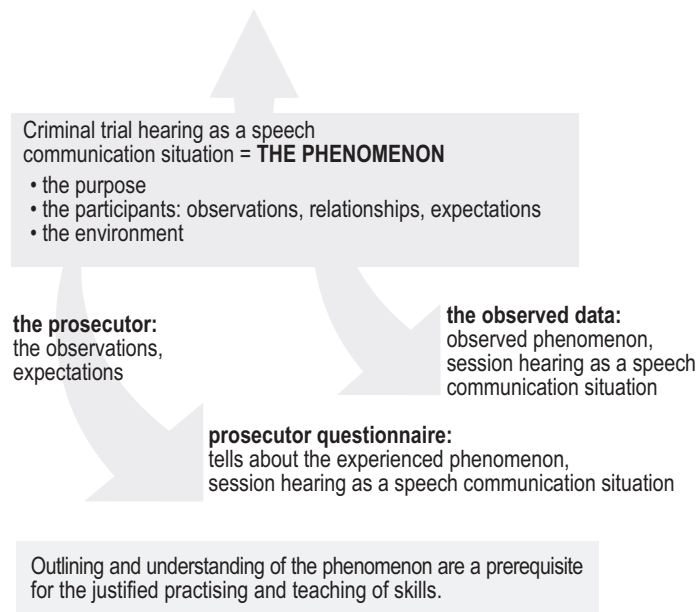 Criminal trial hearing as a speech
communication situation = THE PHENOMENON
• the purpose
• the participants: observations, relationships, expectations
• the environment
the prosecutor:
the observations,
expectations
the observed data:
observed phenomenon,
session hearing as a speech
communication situation
prosecutor questionnaire:
tells about the experienced phenomenon,
session hearing as a speech communication situation
Outlining and understanding of the phenomenon are a prerequisite
for the justified practising and teaching of skills.